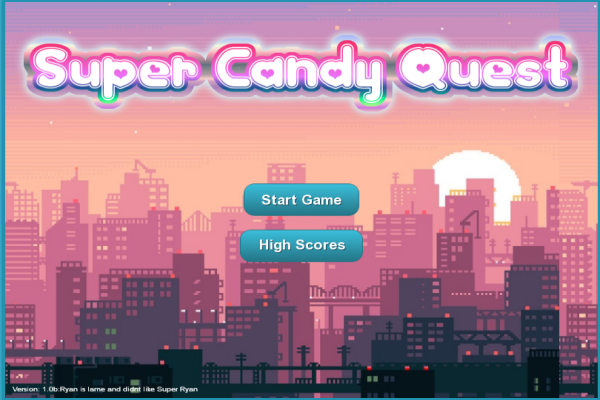 Super Candy Quest
Start Game
High Scores
Version: 1.0b:Ryan is lame and didnt like Super Ryan